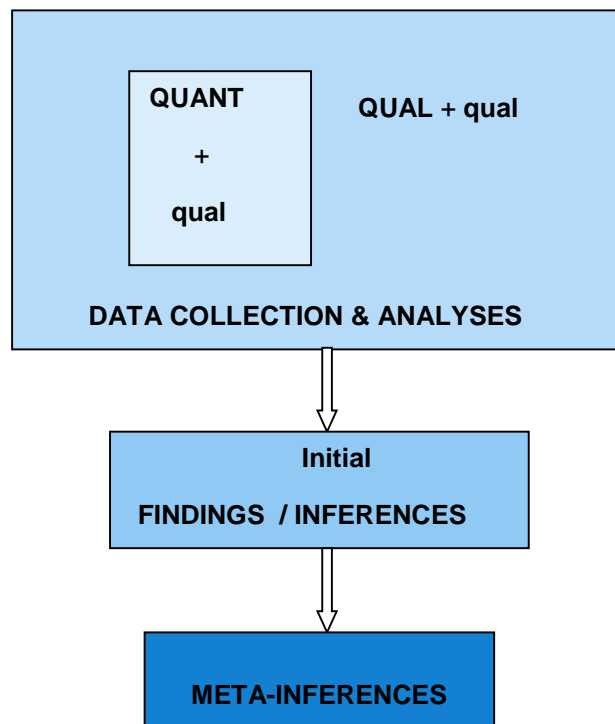 QUANT
QUAL + qual
+
qual
DATA COLLECTION & ANALYSES
Initial
FINDINGS / INFERENCES
META-INFERENCES